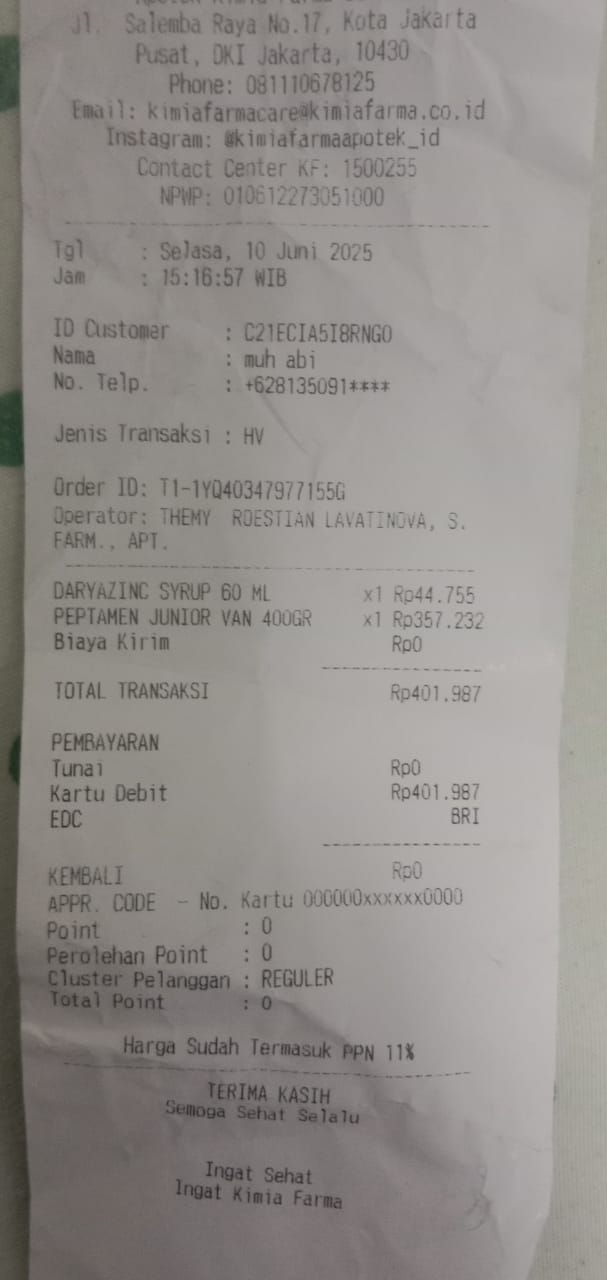 Jl. Salemba Raya No.17, Kota Jakarta
Pusat, DKI Jakarta, 10430
Phone: 081110678125
Email: kimiafarmacare@kimiafarma.co.id
Instagram: @kimiafarmaapotek_id
Contact Center KF: 1500255
NPWP: 010612273051000
Tgl : Selasa, 10 Juni 2025
Jam : 15:16:57 WIB
ID Customer : C21ECIA5I8RNGO
Nama : muh abi
No. Telp. : +628135091****
Jenis Transaksi : HV
Order ID: T1-1YQ40347977155G
Operator: THEMY ROESTIAN LAVATINOVA, S.
FARM., APT.
DARYAZINC SYRUP 60 ML x1 Rp44.755
PEPTAMEN JUNIOR VAN 400GR x1 Rp357.232
Biaya Kirim Rp0
TOTAL TRANSAKSI Rp401.987
PEMBAYARAN
Tunai Rp0
Kartu Debit Rp401.987
EDC BRI
KEMBALI Rp0
APPR. CODE - No. Kartu 000000xxxxxx0000
Point : 0
Perolehan Point : 0
Cluster Pelanggan : REGULER
Total Point : 0
Harga Sudah Termasuk PPN 11%
TERIMA KASIH
Semoga Sehat Selalu
Ingat Sehat
Ingat Kimia Farma